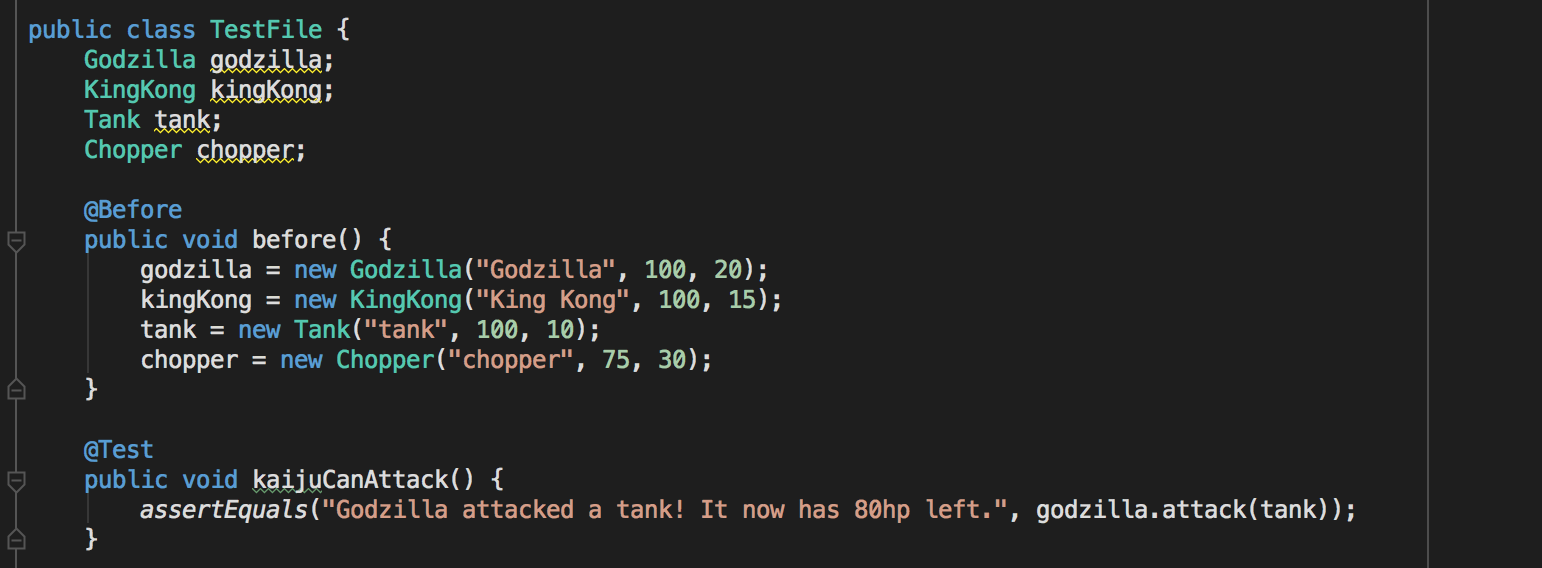 public class TestFile {
    Godzilla godzilla;
    KingKong kingKong;
    Tank tank;
    Chopper chopper;

    @Before
    public void before() {
        godzilla = new Godzilla("Godzilla", 100, 20);
        kingKong = new KingKong("King Kong", 100, 15);
        tank = new Tank("tank", 100, 10);
        chopper = new Chopper("chopper", 75, 30);
    }

    @Test
    public void kaijuCanAttack() {
        assertEquals("Godzilla attacked a tank! It now has 80hp left.", godzilla.attack(tank));
    }